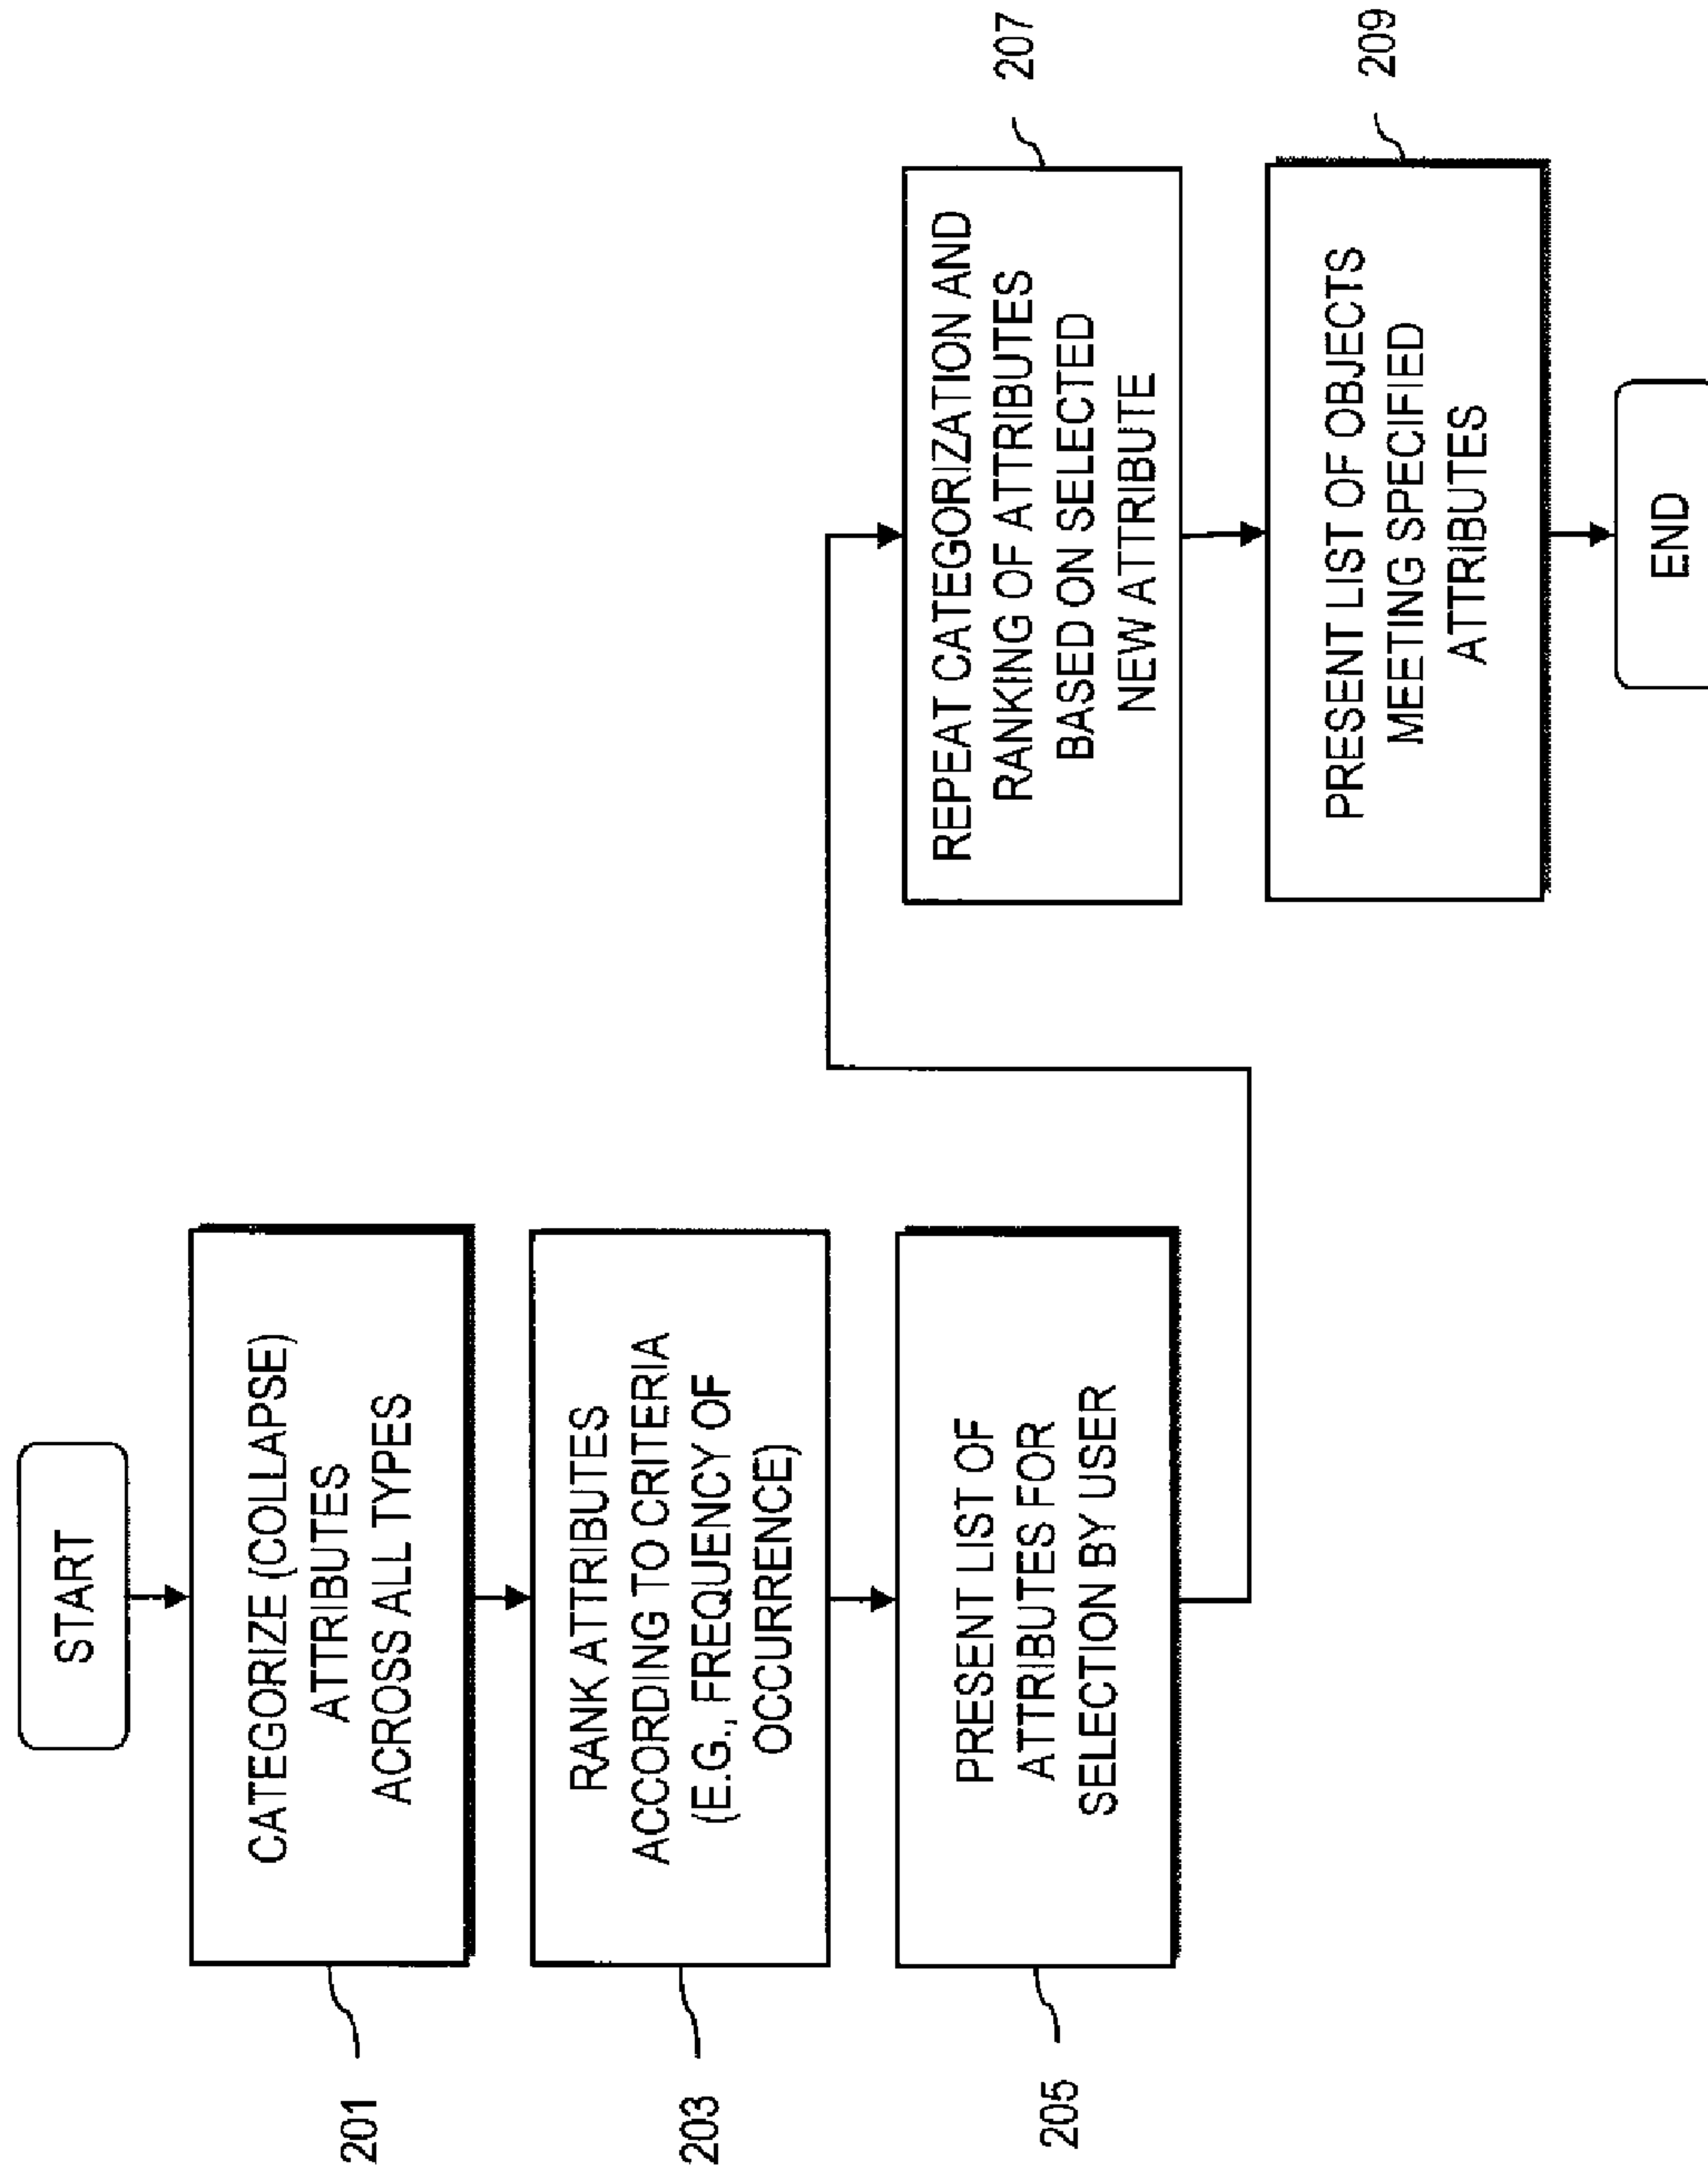 START
CATEGORIZE (COLLAPSE)
ATTRIBUTES
ACROSS ALL TYPES
201
RANK ATTRIBUTES
ACCORDING TO CRITERIA
(E.G., FREQUENCY OF
OCCURRENCE)
203
PRESENT LIST OF
ATTRIBUTES FOR
SELECTION BY USER
205
REPEAT CATEGORIZATION AND
RANKING OF ATTRIBUTES
BASED ON SELECTED
NEW ATTRIBUTE
207
PRESENT LIST OF OBJECTS
MEETING SPECIFIED
ATTRIBUTES
209
END